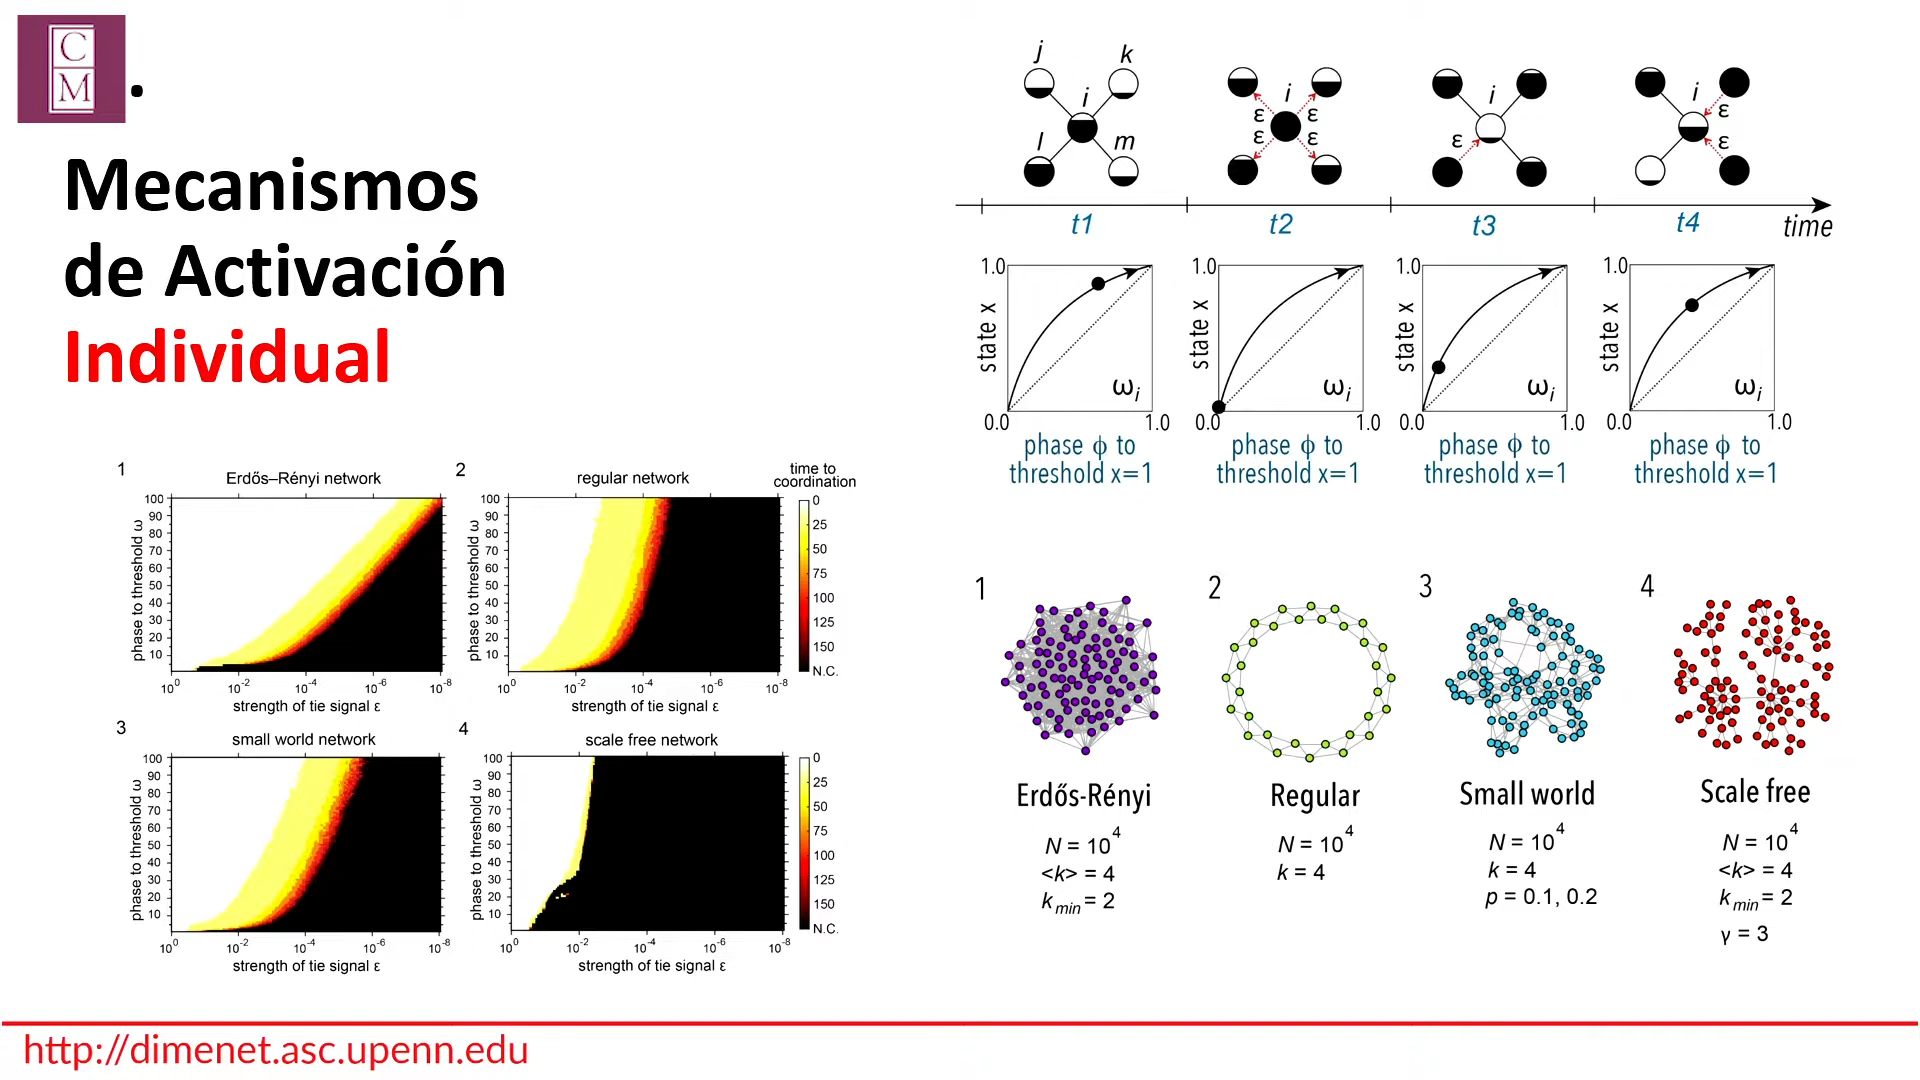 C
M
.
Mecanismos
de Activación
Individual
j k
i
l m
i
ε ε
ε ε
i
ε
i
ε
ε
t1 t2 t3 t4 time
1.0 1.0 1.0 1.0
state x state x state x state x
ωi ωi ωi ωi
0.0 1.0 0.0 1.0 0.0 1.0 0.0 1.0
phase ϕ to phase ϕ to phase ϕ to phase ϕ to
threshold x=1 threshold x=1 threshold x=1 threshold x=1
1 2 time to
Erdős–Rényi network regular network coordination
phase to threshold ω
100
90
80
70
60
50
40
30
20
10
10⁰ 10⁻² 10⁻⁴ 10⁻⁶ 10⁻⁸
strength of tie signal ε
phase to threshold ω
100
90
80
70
60
50
40
30
20
10
10⁰ 10⁻² 10⁻⁴ 10⁻⁶ 10⁻⁸
strength of tie signal ε
0
25
50
75
100
125
150
N.C.
3 4
small world network scale free network
phase to threshold ω
100
90
80
70
60
50
40
30
20
10
10⁰ 10⁻² 10⁻⁴ 10⁻⁶ 10⁻⁸
strength of tie signal ε
phase to threshold ω
100
90
80
70
60
50
40
30
20
10
10⁰ 10⁻² 10⁻⁴ 10⁻⁶ 10⁻⁸
strength of tie signal ε
0
25
50
75
100
125
150
N.C.
1 2 3 4
Erdős-Rényi Regular Small world Scale free
N = 10⁴ N = 10⁴ N = 10⁴ N = 10⁴
<k> = 4 k = 4 k = 4 <k> = 4
kmin = 2 p = 0.1, 0.2 kmin = 2
γ = 3
http://dimenet.asc.upenn.edu